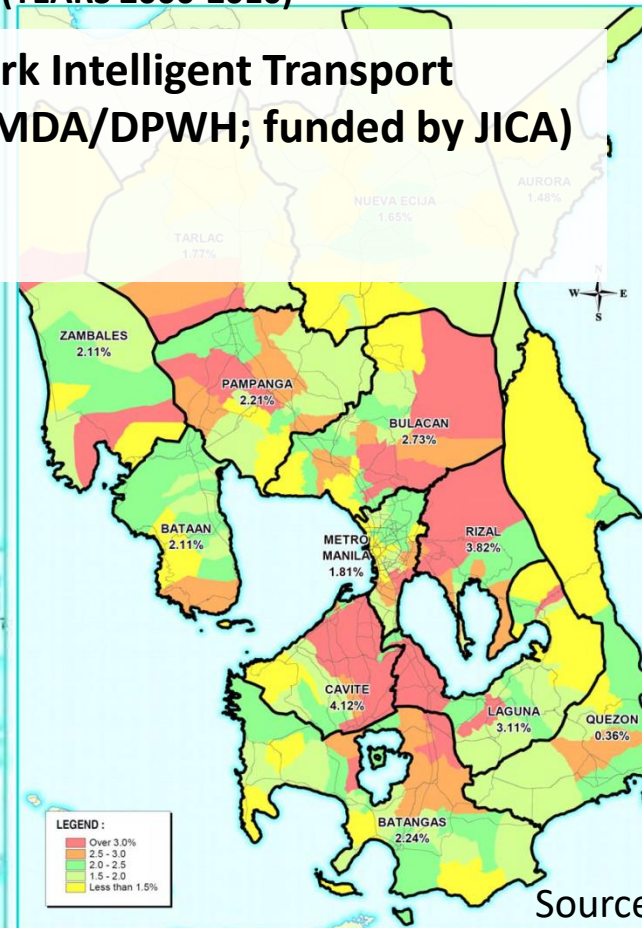 rk Intelligent Transport
MDA/DPWH; funded by JICA)
AURORA
1.48%
NUEVA ECIJA
1.65%
TARLAC
1.77%
N
W E
S
ZAMBALES
2.11%
PAMPANGA
2.21%
BULACAN
2.73%
BATAAN
2.11%
METRO
MANILA
1.81%
RIZAL
3.82%
CAVITE
4.12%
LAGUNA
3.11%
QUEZON
0.36%
BATANGAS
2.24%
LEGEND :
Over 3.0%
2.5 - 3.0
2.0 - 2.5
1.5 - 2.0
Less than 1.5%
Source